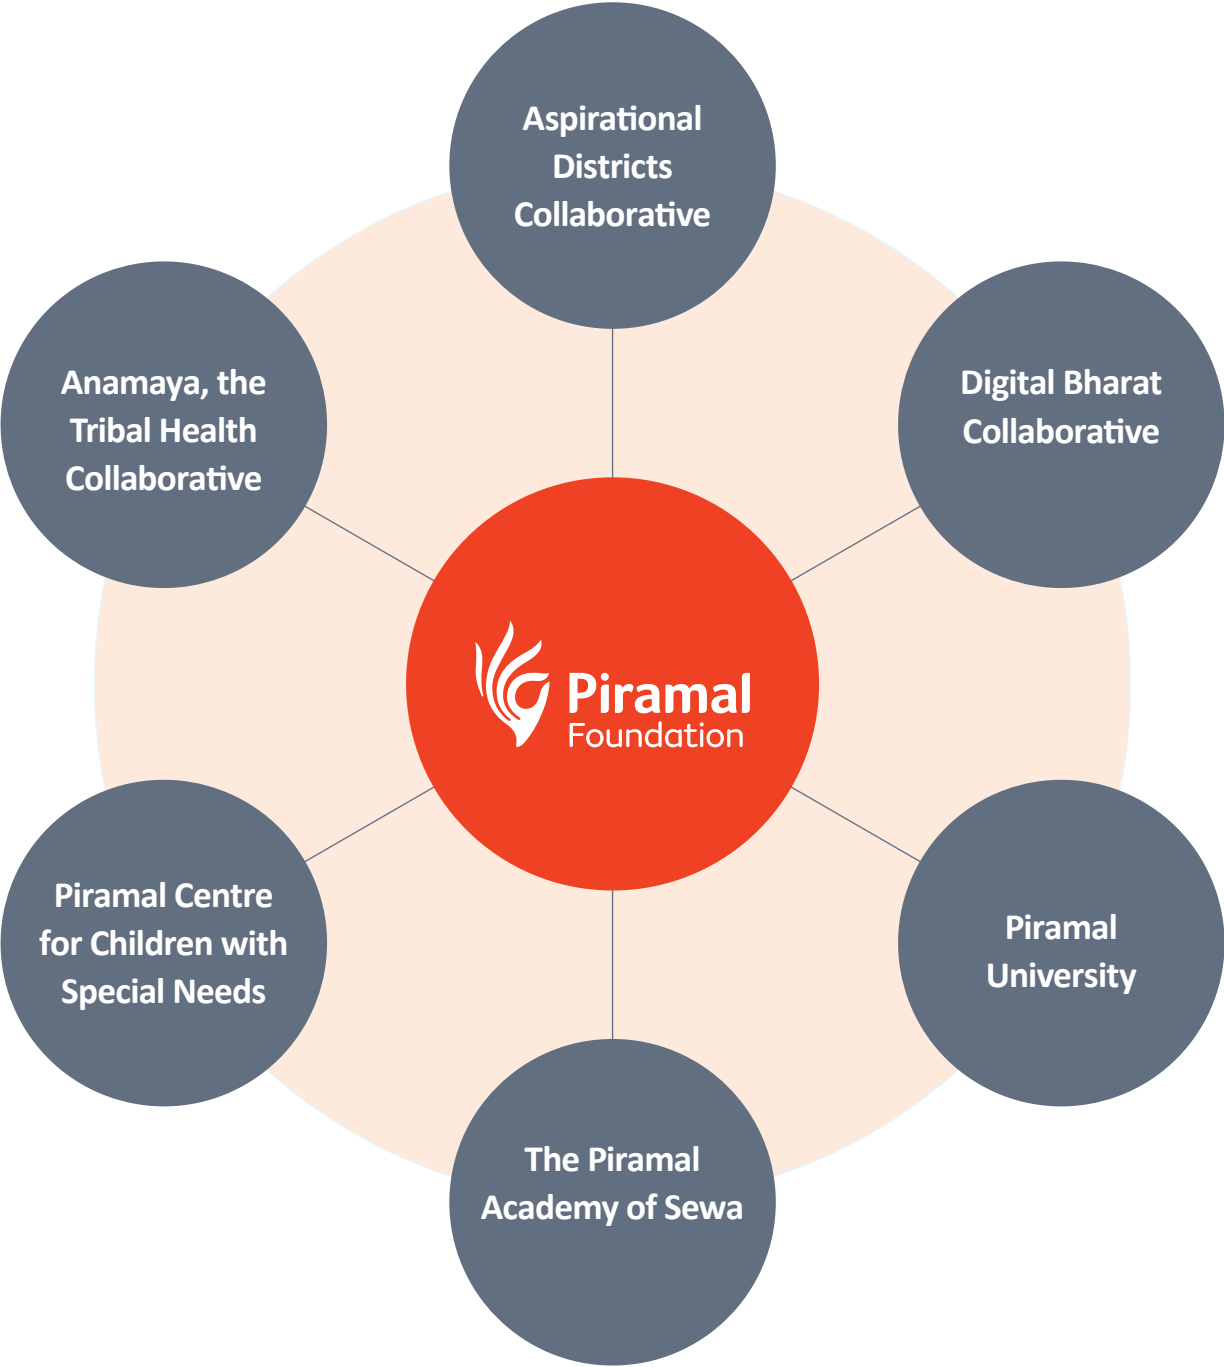 Aspirational
Districts
Collaborative
Anamaya, the
Tribal Health
Collaborative
Digital Bharat
Collaborative
Piramal
Foundation
Piramal Centre
for Children with
Special Needs
Piramal
University
The Piramal
Academy of Sewa